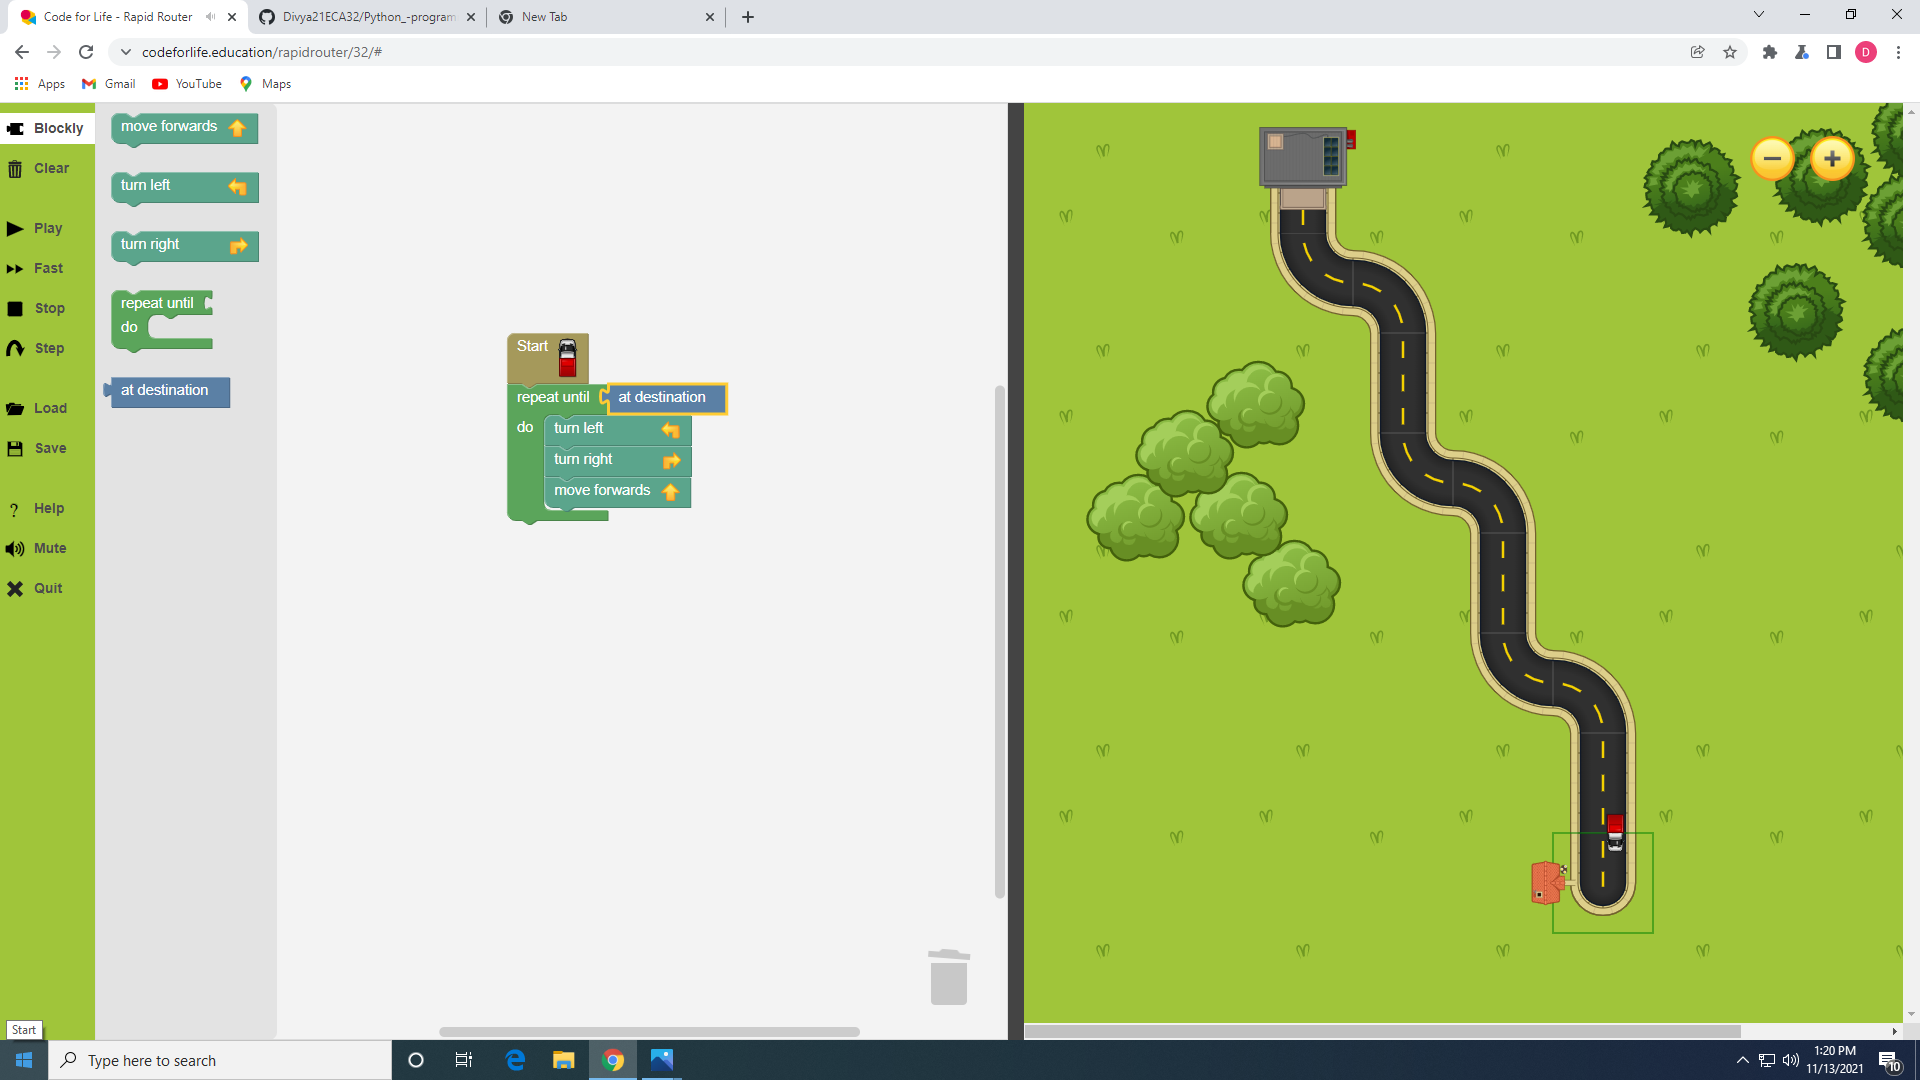 Code for Life - Rapid Router
Divya21ECA32/Python_-program
New Tab
codeforlife.education/rapidrouter/32/#
D
Apps
Gmail
YouTube
Maps
Blockly
Clear
Play
Fast
Stop
Step
Load
Save
? Help
Mute
Quit
move forwards
turn left
turn right
repeat until
do
at destination
Start
repeat until at destination
do turn left
turn right
move forwards
Start
Type here to search
1:20 PM
11/13/2021
10